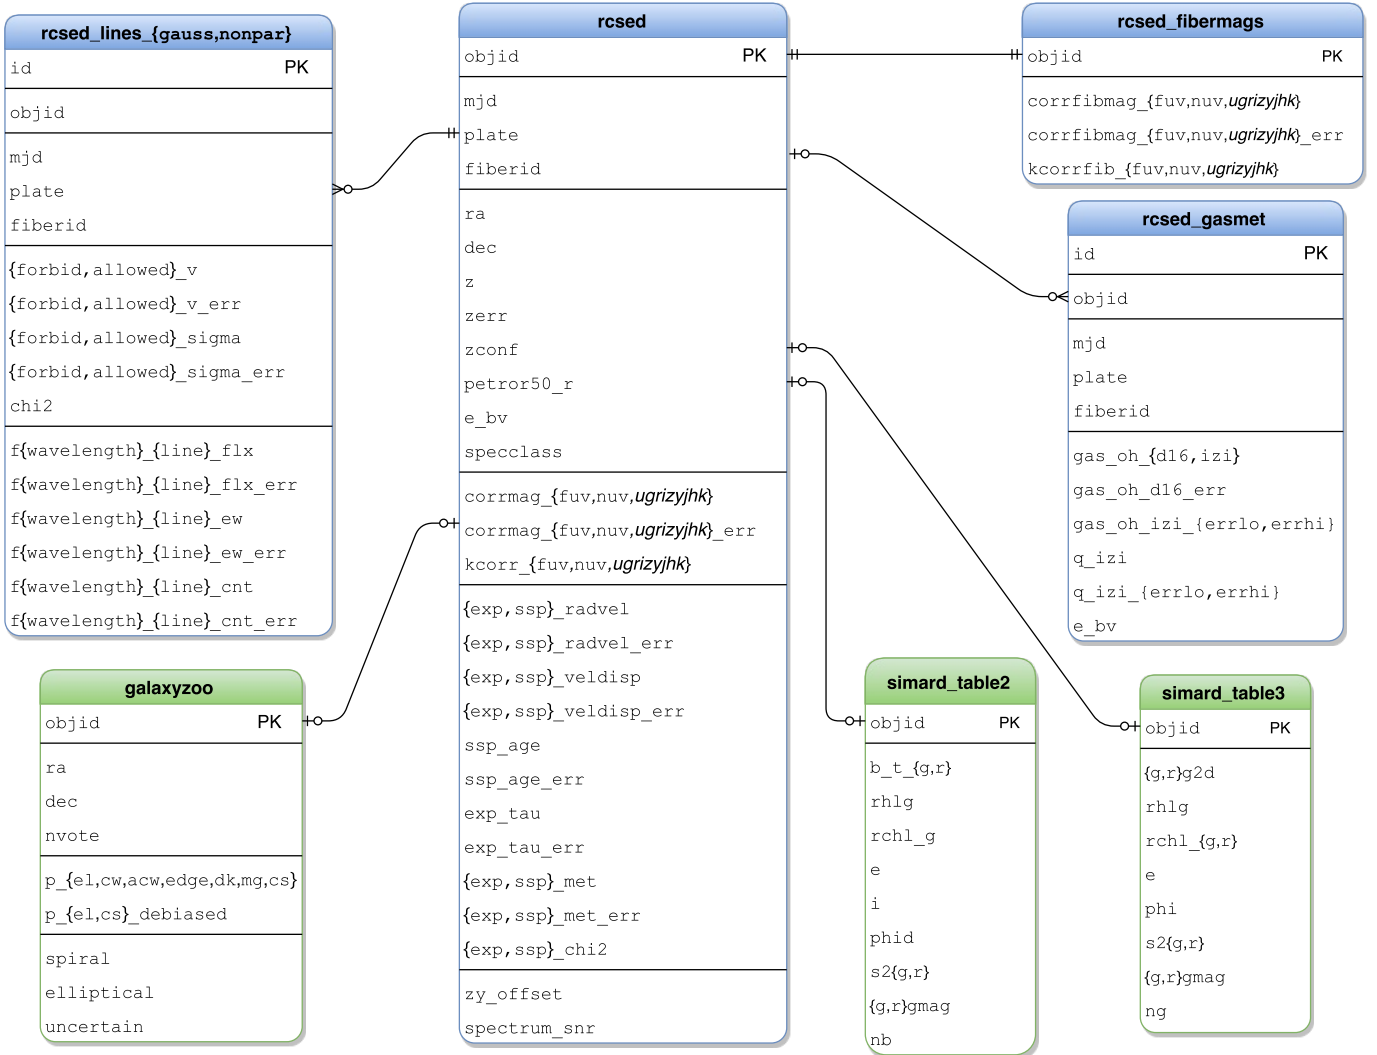 rcsed_lines_{gauss,nonpar}
id PK
objid
mjd
plate
fiberid
{forbid,allowed}_v
{forbid,allowed}_v_err
{forbid,allowed}_sigma
{forbid,allowed}_sigma_err
chi2
f{wavelength}_{line}_flx
f{wavelength}_{line}_flx_err
f{wavelength}_{line}_ew
f{wavelength}_{line}_ew_err
f{wavelength}_{line}_cnt
f{wavelength}_{line}_cnt_err
galaxyzoo
objid PK
ra
dec
nvote
p_{el,cw,acw,edge,dk,mg,cs}
p_{el,cs}_debiased
spiral
elliptical
uncertain
rcsed
objid PK
mjd
plate
fiberid
ra
dec
z
zerr
zconf
petror50_r
e_bv
specclass
corrmag_{fuv,nuv,ugrizyjhk}
corrmag_{fuv,nuv,ugrizyjhk}_err
kcorr_{fuv,nuv,ugrizyjhk}
{exp,ssp}_radvel
{exp,ssp}_radvel_err
{exp,ssp}_veldisp
{exp,ssp}_veldisp_err
ssp_age
ssp_age_err
exp_tau
exp_tau_err
{exp,ssp}_met
{exp,ssp}_met_err
{exp,ssp}_chi2
zy_offset
spectrum_snr
rcsed_fibermags
objid PK
corrfibmag_{fuv,nuv,ugrizyjhk}
corrfibmag_{fuv,nuv,ugrizyjhk}_err
kcorrfib_{fuv,nuv,ugrizyjhk}
rcsed_gasmet
id PK
objid
mjd
plate
fiberid
gas_oh_{d16,izi}
gas_oh_d16_err
gas_oh_izi_{errlo,errhi}
q_izi
q_izi_{errlo,errhi}
e_bv
simard_table2
objid PK
b_t_{g,r}
rhlg
rchl_g
e
i
phid
s2{g,r}
{g,r}gmag
nb
simard_table3
objid PK
{g,r}g2d
rhlg
rchl_{g,r}
e
phi
s2{g,r}
{g,r}gmag
ng